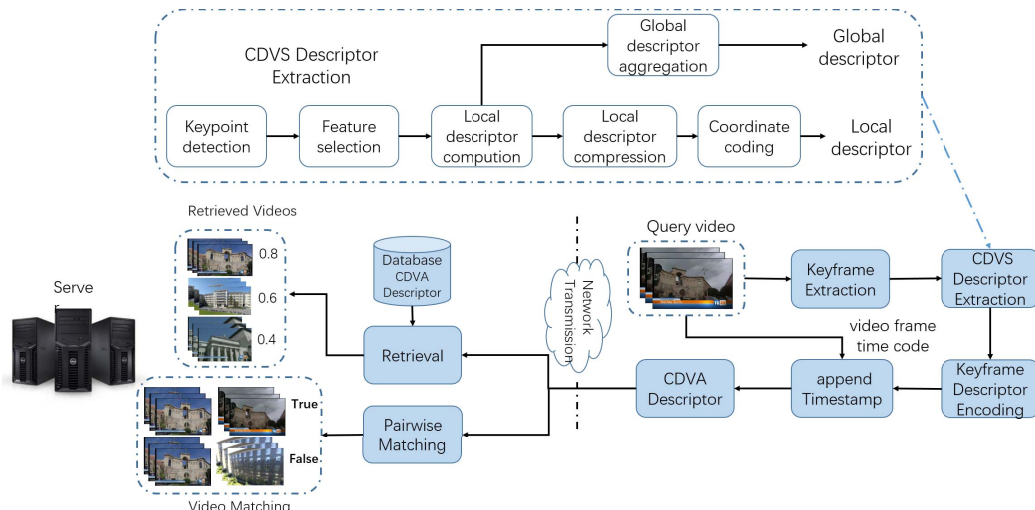 CDVS Descriptor
Extraction
Global
descriptor
aggregation
Global
descriptor
Keypoint
detection
Feature
selection
Local
descriptor
compution
Local
descriptor
compression
Coordinate
coding
Local
descriptor
Retrieved Videos
0.8
0.6
0.4
Database
CDVA
Descriptor
Retrieval
Network
Transmission
Query video
Keyframe
Extraction
CDVS
Descriptor
Extraction
video frame
time code
Serve
r
CDVA
Descriptor
append
Timestamp
Keyframe
Descriptor
Encoding
Pairwise
Matching
True
False
Video Matching